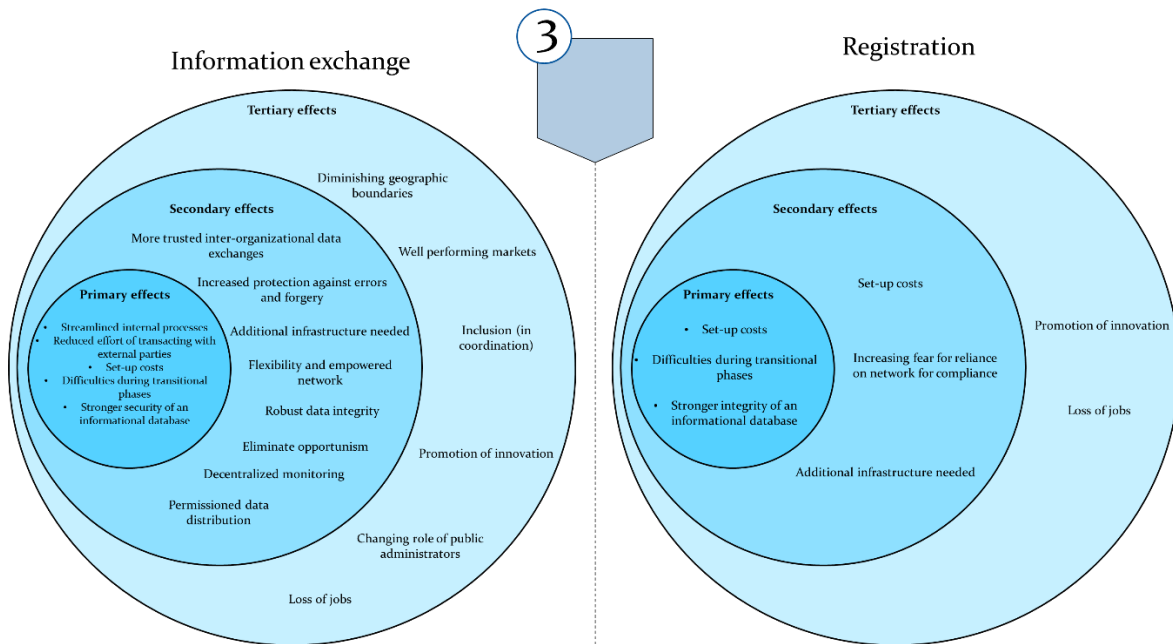 3
Information exchange
Tertiary effects
Diminishing geographic
boundaries
Secondary effects
More trusted inter-organizational data
exchanges
Well performing markets
Increased protection against errors
and forgery
Primary effects
• Streamlined internal processes
• Reduced effort of transacting with
external parties
• Set-up costs
• Difficulties during transitional
phases
• Stronger security of an
informational database
Additional infrastructure needed
Inclusion (in
coordination)
Flexibility and empowered
network
Robust data integrity
Eliminate opportunism
Promotion of innovation
Decentralized monitoring
Permissioned data
distribution
Changing role of public
administrators
Loss of jobs
Registration
Tertiary effects
Secondary effects
Set-up costs
Primary effects
• Set-up costs
• Difficulties during transitional
phases
• Stronger integrity of an
informational database
Promotion of innovation
Increasing fear for reliance
on network for compliance
Loss of jobs
Additional infrastructure needed